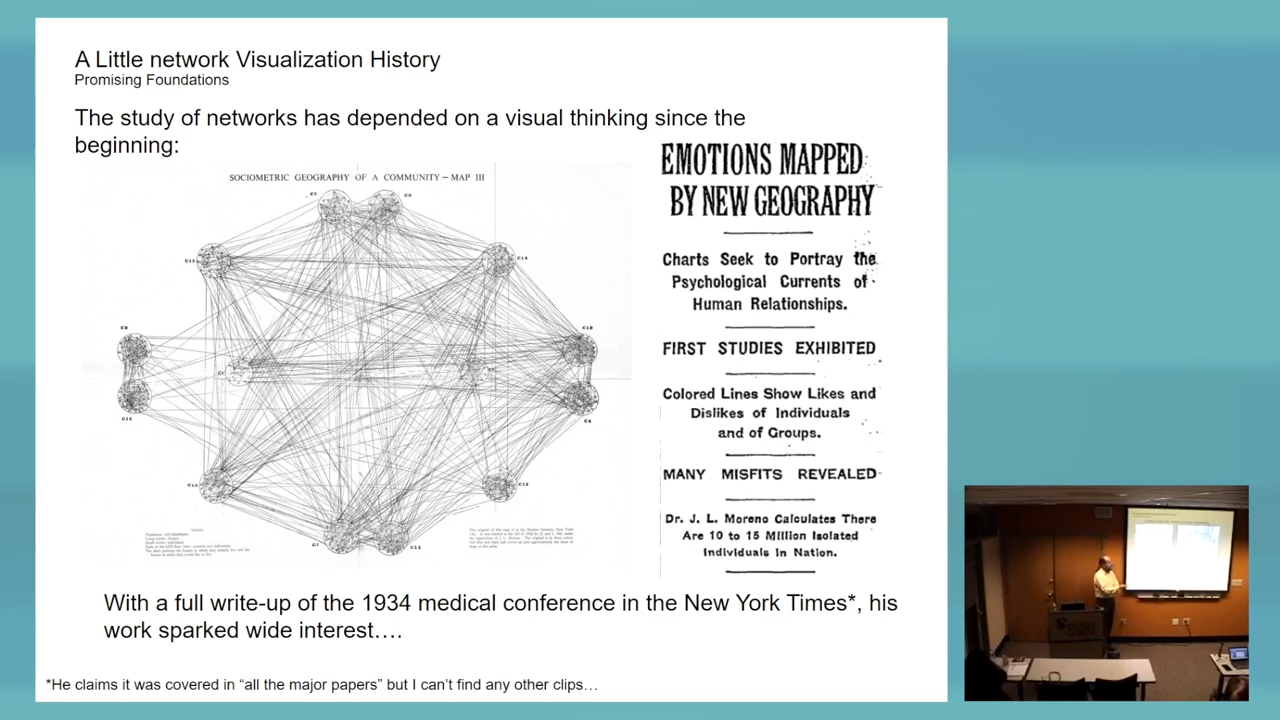 A Little network Visualization History
Promising Foundations
The study of networks has depended on a visual thinking since the
beginning:
SOCIOMETRIC GEOGRAPHY OF A COMMUNITY – MAP III
C14
C8
C12
C4
C11
EMOTIONS MAPPED
BY NEW GEOGRAPHY
Charts Seek to Portray the
Psychological Currents of
Human Relationships.
FIRST STUDIES EXHIBITED
Colored Lines Show Likes and
Dislikes of Individuals
and of Groups.
MANY MISFITS REVEALED
Dr. J. L. Moreno Calculates There
Are 10 to 15 Million Isolated
Individuals in Nation.
With a full write-up of the 1934 medical conference in the New York Times*, his
work sparked wide interest….
*He claims it was covered in “all the major papers” but I can’t find any other clips…